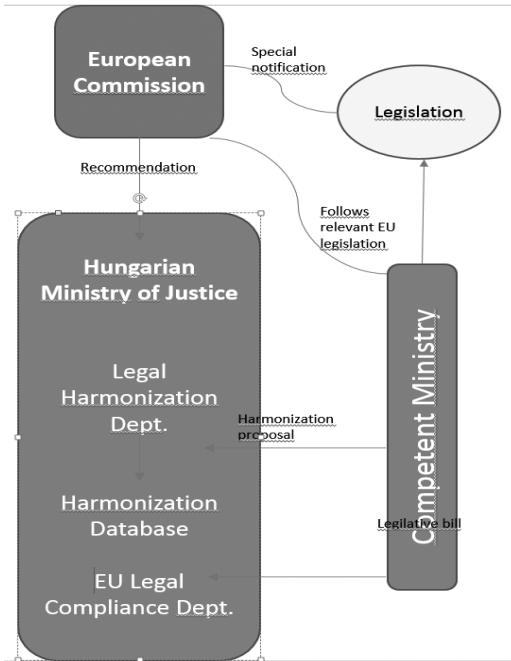 European
Commission
Special
notification
Legislation
Recommendation
Follows
relevant EU
legislation
Hungarian
Ministry of Justice
Legal
Harmonization
Dept.
Harmonization
proposal
Competent Ministry
Harmonization
Database
Legilative bill
EU Legal
Compliance Dept.